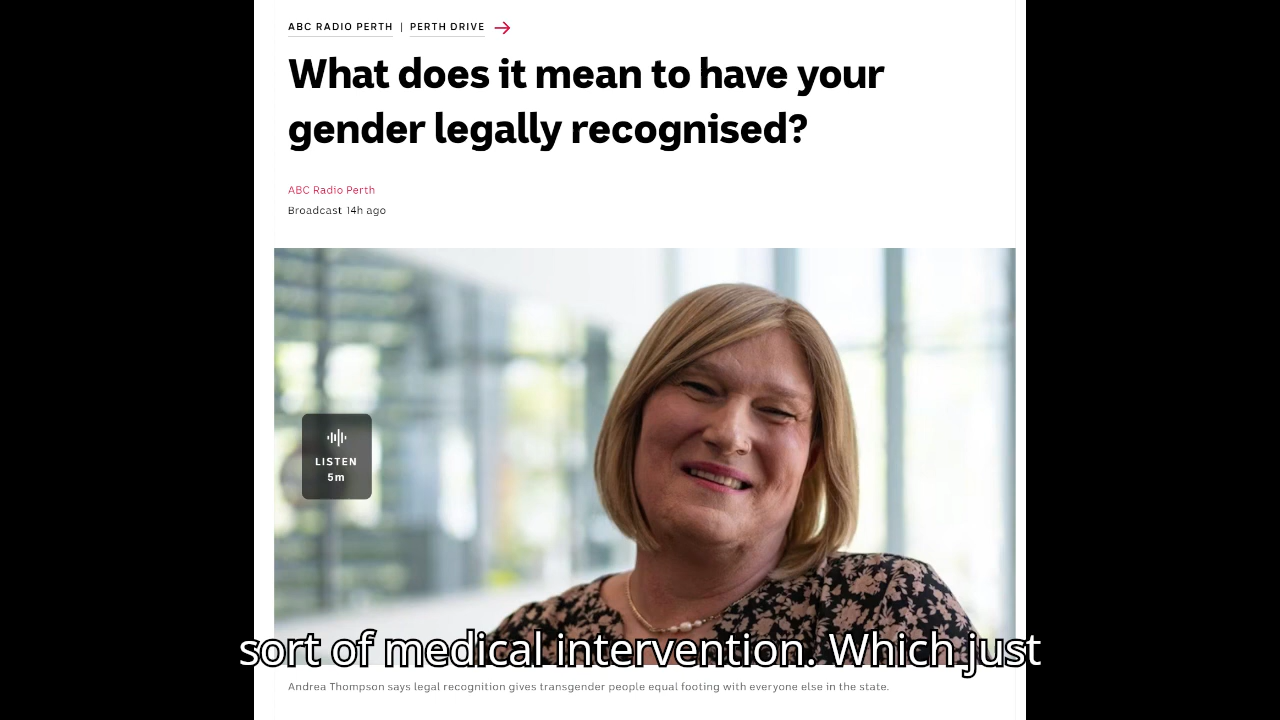 ABC RADIO PERTH | PERTH DRIVE
What does it mean to have your
gender legally recognised?
ABC Radio Perth
Broadcast 14h ago
LISTEN
5m
sort of medical intervention. Which just
Andrea Thompson says legal recognition gives transgender people equal footing with everyone else in the state.